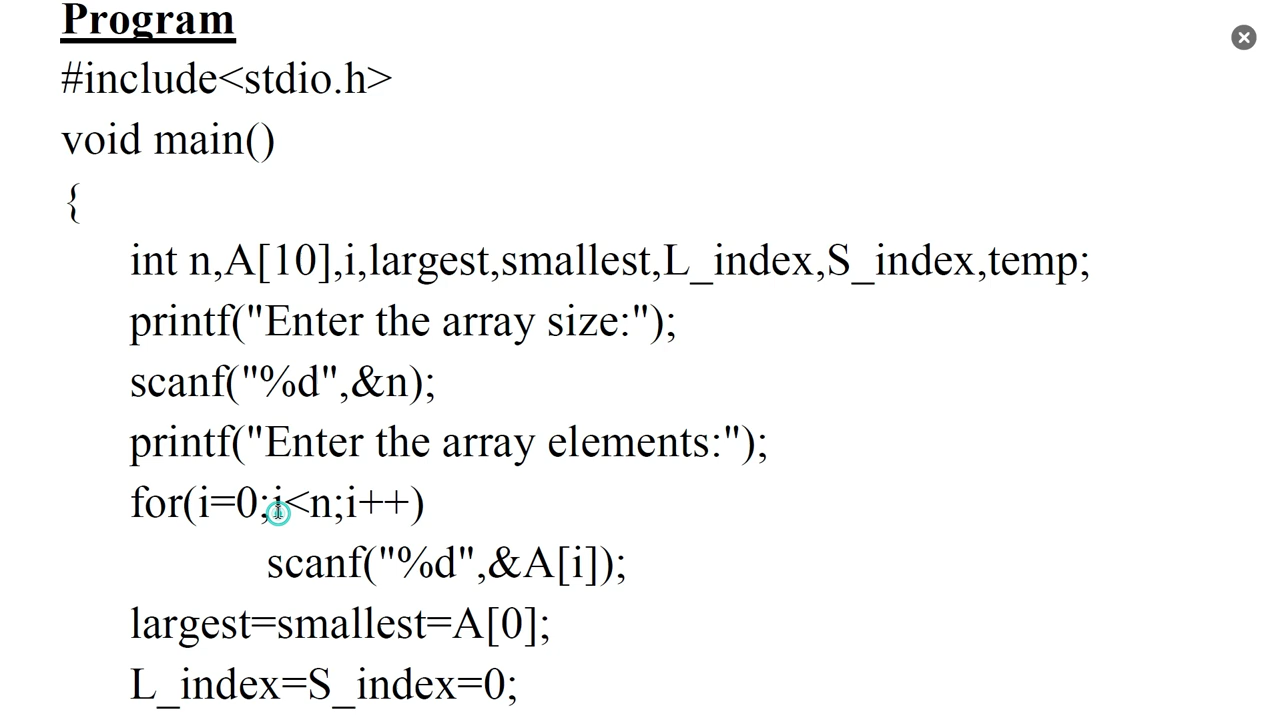 Program
#include<stdio.h>
void main()
{
int n,A[10],i,largest,smallest,L_index,S_index,temp;
printf("Enter the array size:");
scanf("%d",&n);
printf("Enter the array elements:");
for(i=0;i<n;i++)
scanf("%d",&A[i]);
largest=smallest=A[0];
L_index=S_index=0;